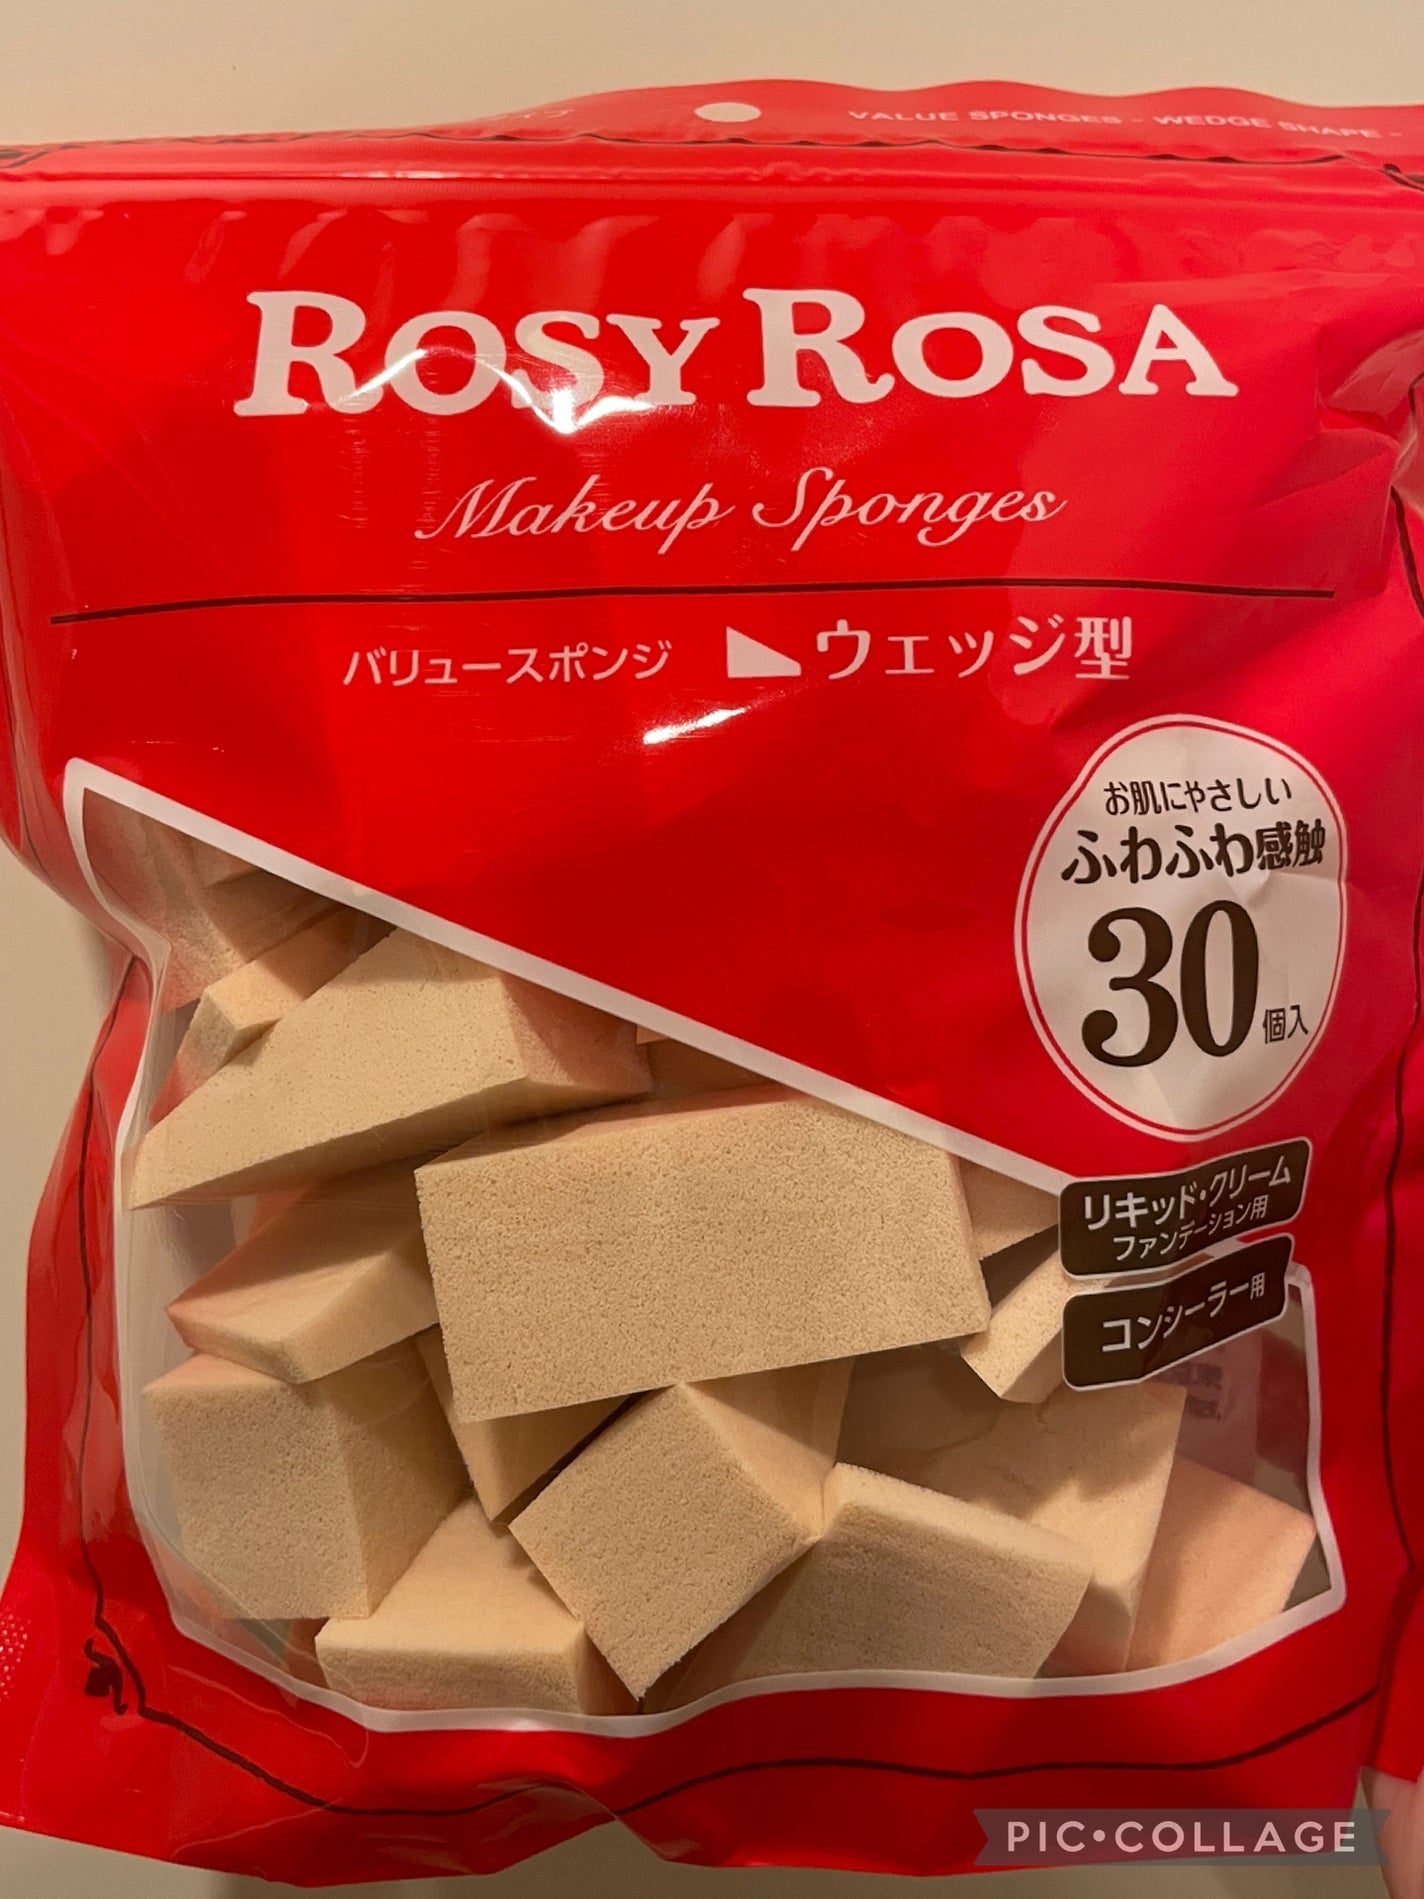 VALUE SPONGES - WEDGE SHAPE -
ROSY ROSA
Makeup Sponges
バリュースポンジ ウェッジ型
お肌にやさしい
ふわふわ感触
30個入
リキッド・クリーム
ファンデーション用
コンシーラー用
PIC•COLLAGE